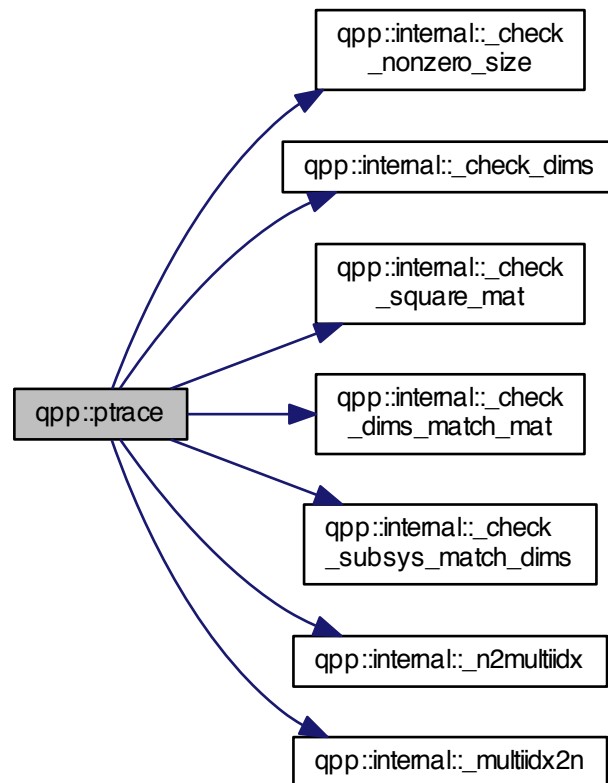 qpp::internal::_check
_nonzero_size
qpp::internal::_check_dims
qpp::internal::_check
_square_mat
qpp::ptrace
qpp::internal::_check
_dims_match_mat
qpp::internal::_check
_subsys_match_dims
qpp::internal::_n2multiidx
qpp::internal::_multiidx2n